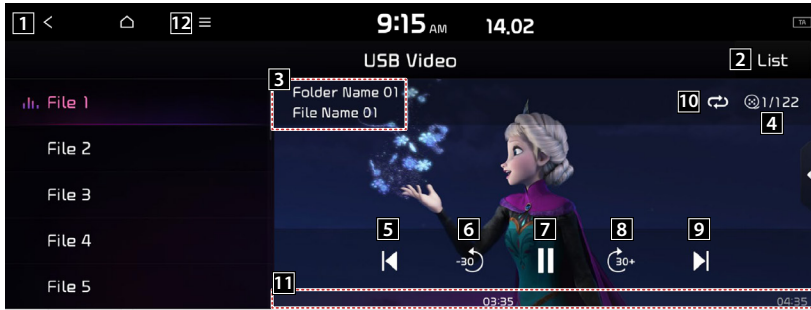 1 12 9:15 AM 14.02 TA
USB Video 2 List
3 Folder Name 01
File Name 01
10 1/122
4
File 1
File 2
File 3
File 4
File 5
5 6 7 8 9
-30 30+
11
03:35 04:35